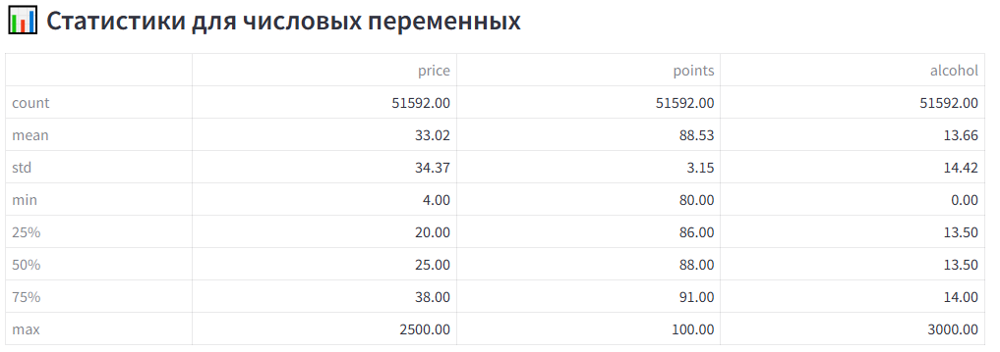 Статистики для числовых переменных
price points alcohol
count 51592.00 51592.00 51592.00
mean 33.02 88.53 13.66
std 34.37 3.15 14.42
min 4.00 80.00 0.00
25% 20.00 86.00 13.50
50% 25.00 88.00 13.50
75% 38.00 91.00 14.00
max 2500.00 100.00 3000.00